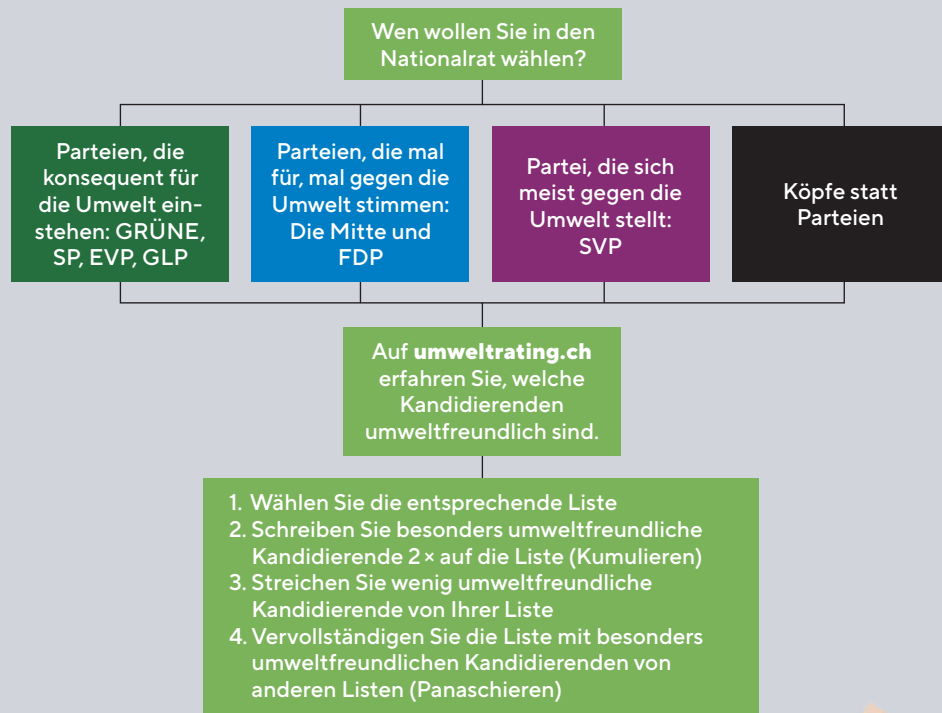 Wen wollen Sie in den
Nationalrat wählen?
Parteien, die
konsequent für
die Umwelt ein-
stehen: GRÜNE,
SP, EVP, GLP
Parteien, die mal
für, mal gegen die
Umwelt stimmen:
Die Mitte und
FDP
Partei, die sich
meist gegen die
Umwelt stellt:
SVP
Köpfe statt
Parteien
Auf umweltrating.ch
erfahren Sie, welche
Kandidierenden
umweltfreundlich sind.
1. Wählen Sie die entsprechende Liste
2. Schreiben Sie besonders umweltfreundliche
Kandidierende 2 × auf die Liste (Kumulieren)
3. Streichen Sie wenig umweltfreundliche
Kandidierende von Ihrer Liste
4. Vervollständigen Sie die Liste mit besonders
umweltfreundlichen Kandidierenden von
anderen Listen (Panaschieren)